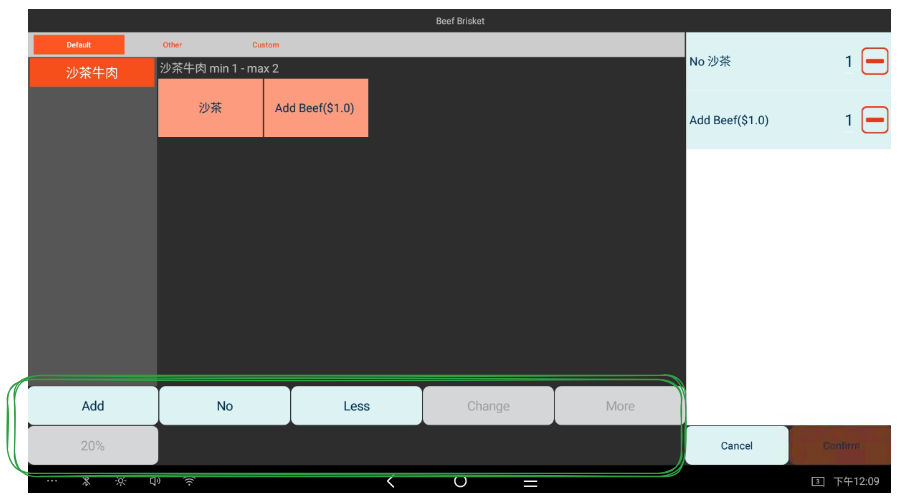 Beef Brisket
Default Other Custom
沙茶牛肉
沙茶牛肉 min 1 - max 2
沙茶 Add Beef($1.0)
No 沙茶 1
Add Beef($1.0) 1
Add No Less Change More
20%
Cancel Confirm
3 下午12:09